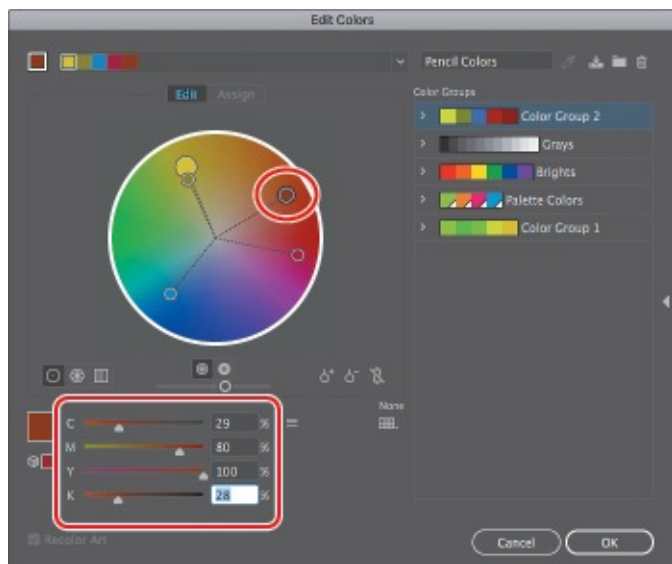 Edit Colors
Pencil Colors
Edit Assign
Color Groups
Color Group 2
Grays
Brights
Palette Colors
Color Group 1
None
C 29 %
M 80 %
Y 100 %
K 28 %
Recolor Art
Cancel OK